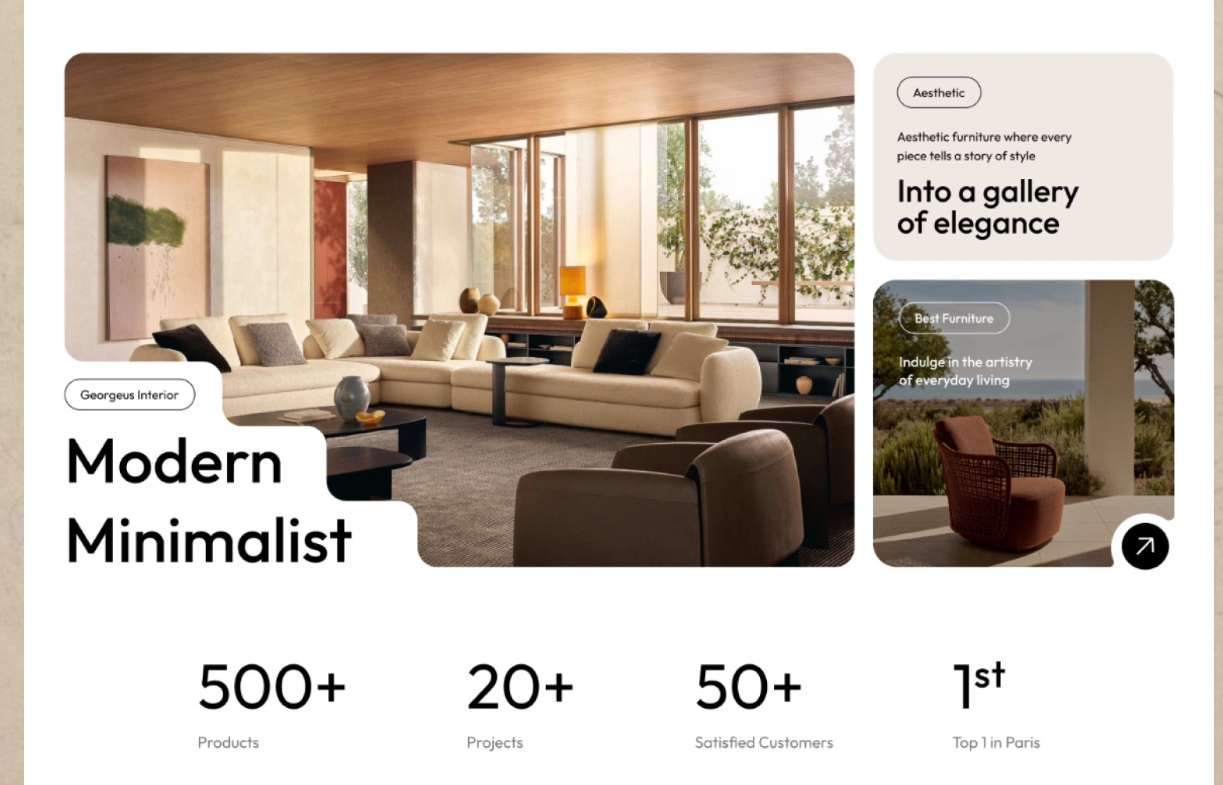 Georgeus Interior
Modern
Minimalist
Aesthetic
Aesthetic furniture where every
piece tells a story of style
Into a gallery
of elegance
Best Furniture
Indulge in the artistry
of everyday living
500+
Products
20+
Projects
50+
Satisfied Customers
1st
Top 1 in Paris